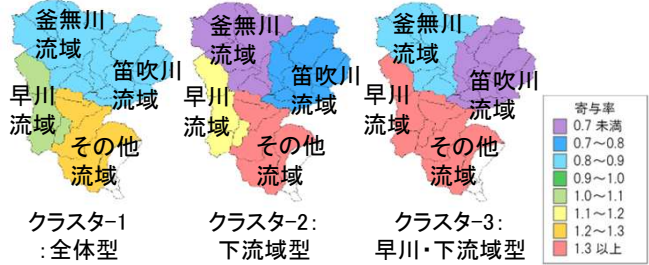 釜無川
流域
笛吹川
流域
早川
流域
その他
流域
クラスタ-1
:全体型
釜無川
流域
笛吹川
流域
早川
流域
その他
流域
クラスタ-2:
下流域型
釜無川
流域
笛吹川
流域
早川
流域
その他
流域
クラスタ-3:
早川・下流域型
寄与率
0.7 未満
0.7～0.8
0.8～0.9
0.9～1.0
1.0～1.1
1.1～1.2
1.2～1.3
1.3 以上